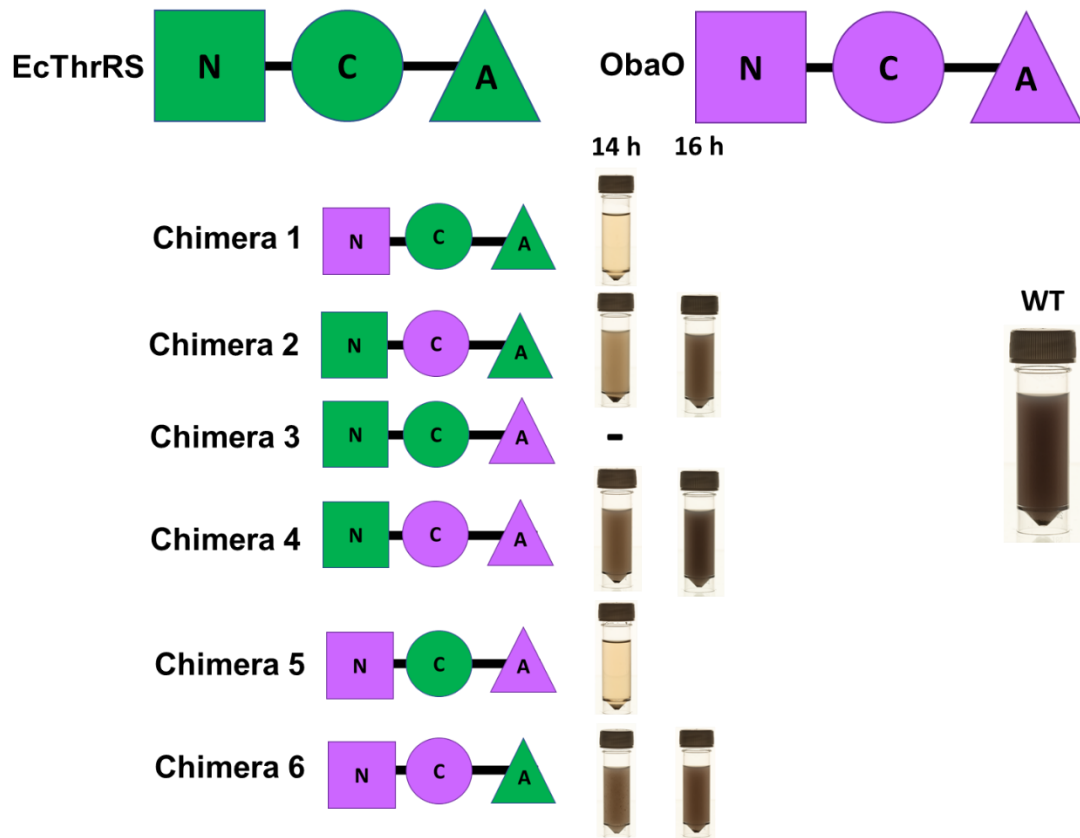 EcThrRS N C A ObaO N C A
14 h 16 h
Chimera 1 N C A
WT
Chimera 2 N C A
Chimera 3 N C A -
Chimera 4 N C A
Chimera 5 N C A
Chimera 6 N C A